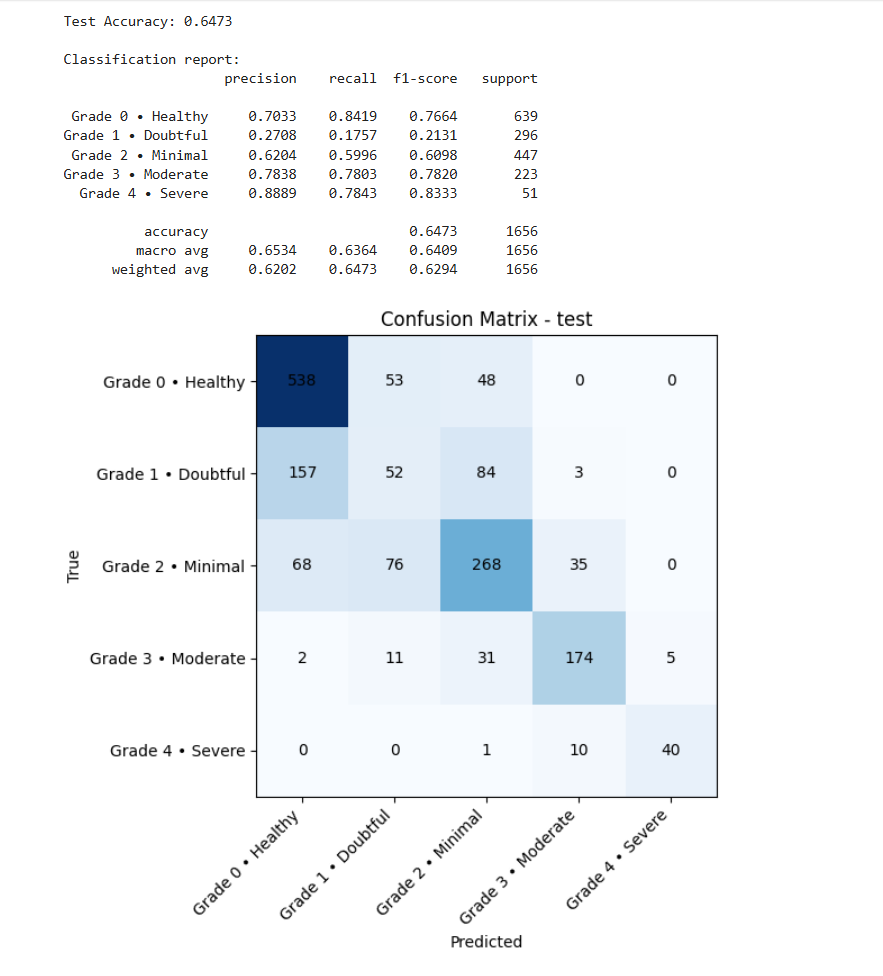 Test Accuracy: 0.6473
Classification report:
precision recall f1-score support
Grade 0 • Healthy 0.7033 0.8419 0.7664 639
Grade 1 • Doubtful 0.2708 0.1757 0.2131 296
Grade 2 • Minimal 0.6204 0.5996 0.6098 447
Grade 3 • Moderate 0.7838 0.7803 0.7820 223
Grade 4 • Severe 0.8889 0.7843 0.8333 51
accuracy 0.6473 1656
macro avg 0.6534 0.6364 0.6409 1656
weighted avg 0.6202 0.6473 0.6294 1656
Confusion Matrix - test
Grade 0 • Healthy 538 53 48 0 0
Grade 1 • Doubtful 157 52 84 3 0
Grade 2 • Minimal 68 76 268 35 0
Grade 3 • Moderate 2 11 31 174 5
Grade 4 • Severe 0 0 1 10 40
True
Grade 0 • Healthy
Grade 1 • Doubtful
Grade 2 • Minimal
Grade 3 • Moderate
Grade 4 • Severe
Predicted